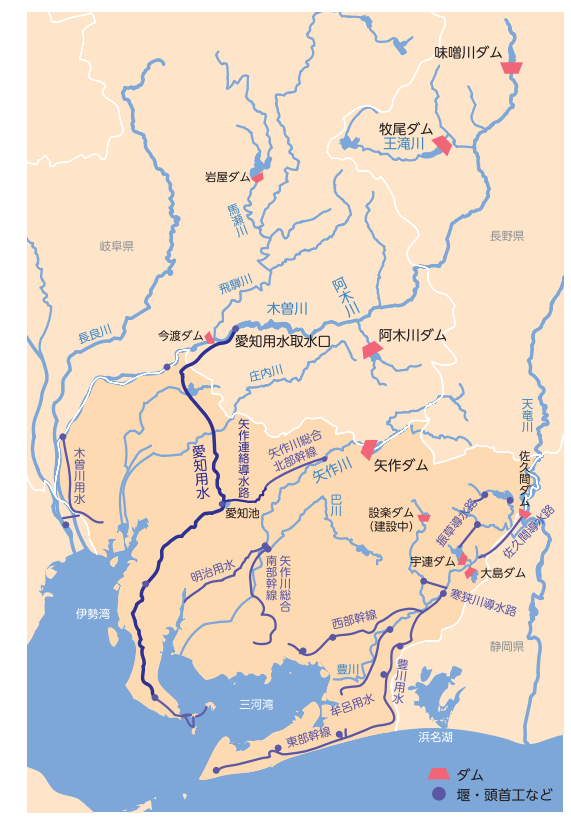 味噌川ダム
牧尾ダム
王滝川
岩屋ダム
馬瀬川
岐阜県
長野県
飛騨川
阿木川
木曽川
長良川
今渡ダム
愛知用水取水口
阿木川ダム
庄内川
天竜川
矢作連絡導水路
矢作川総合
北部幹線
木曽川用水
愛知用水
矢作川
矢作ダム
佐久間ダム
愛知池
巴川
設楽ダム
(建設中)
振草導水路
佐久間導水路
宇連ダム
大島ダム
明治用水
矢作川総合
南部幹線
寒狭川導水路
伊勢湾
西部幹線
静岡県
豊川
豊川用水
三河湾
牟呂用水
東部幹線
浜名湖
ダム
堰・頭首工など